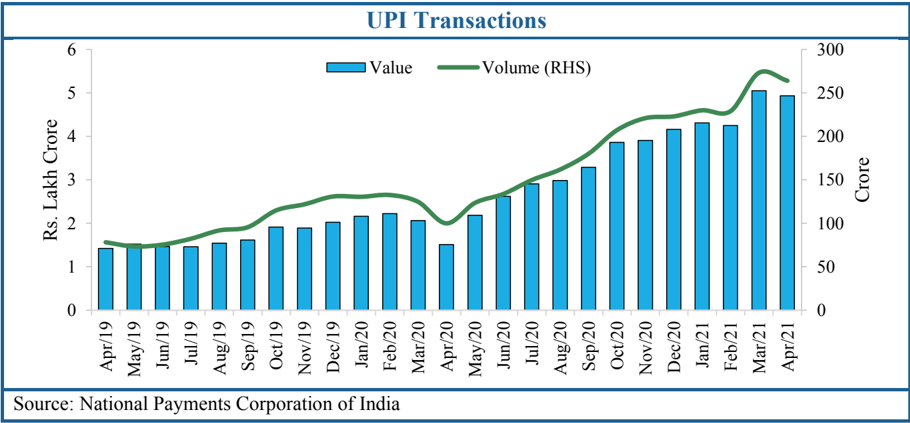 UPI Transactions
6
5
4
3
2
1
0
Rs. Lakh Crore
Value
Volume (RHS)
300
250
200
150
100
50
0
Crore
Apr/19
May/19
Jun/19
Jul/19
Aug/19
Sep/19
Oct/19
Nov/19
Dec/19
Jan/20
Feb/20
Mar/20
Apr/20
May/20
Jun/20
Jul/20
Aug/20
Sep/20
Oct/20
Nov/20
Dec/20
Jan/21
Feb/21
Mar/21
Apr/21
Source: National Payments Corporation of India